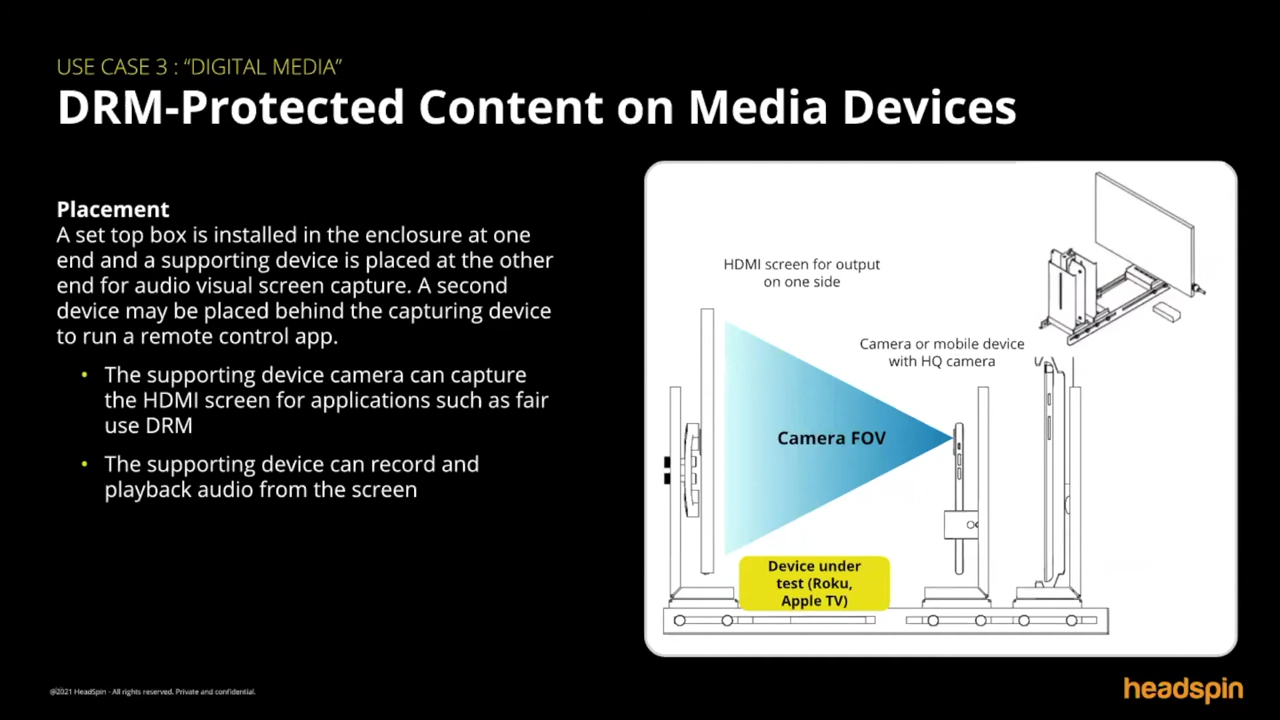 USE CASE 3 : “DIGITAL MEDIA”
DRM-Protected Content on Media Devices
Placement
A set top box is installed in the enclosure at one
end and a supporting device is placed at the other
end for audio visual screen capture. A second
device may be placed behind the capturing device
to run a remote control app.
• The supporting device camera can capture
the HDMI screen for applications such as fair
use DRM
• The supporting device can record and
playback audio from the screen
HDMI screen for output
on one side
Camera or mobile device
with HQ camera
Camera FOV
Device under
test (Roku,
Apple TV)
@2021 HeadSpin - All rights reserved. Private and confidential.
headspin